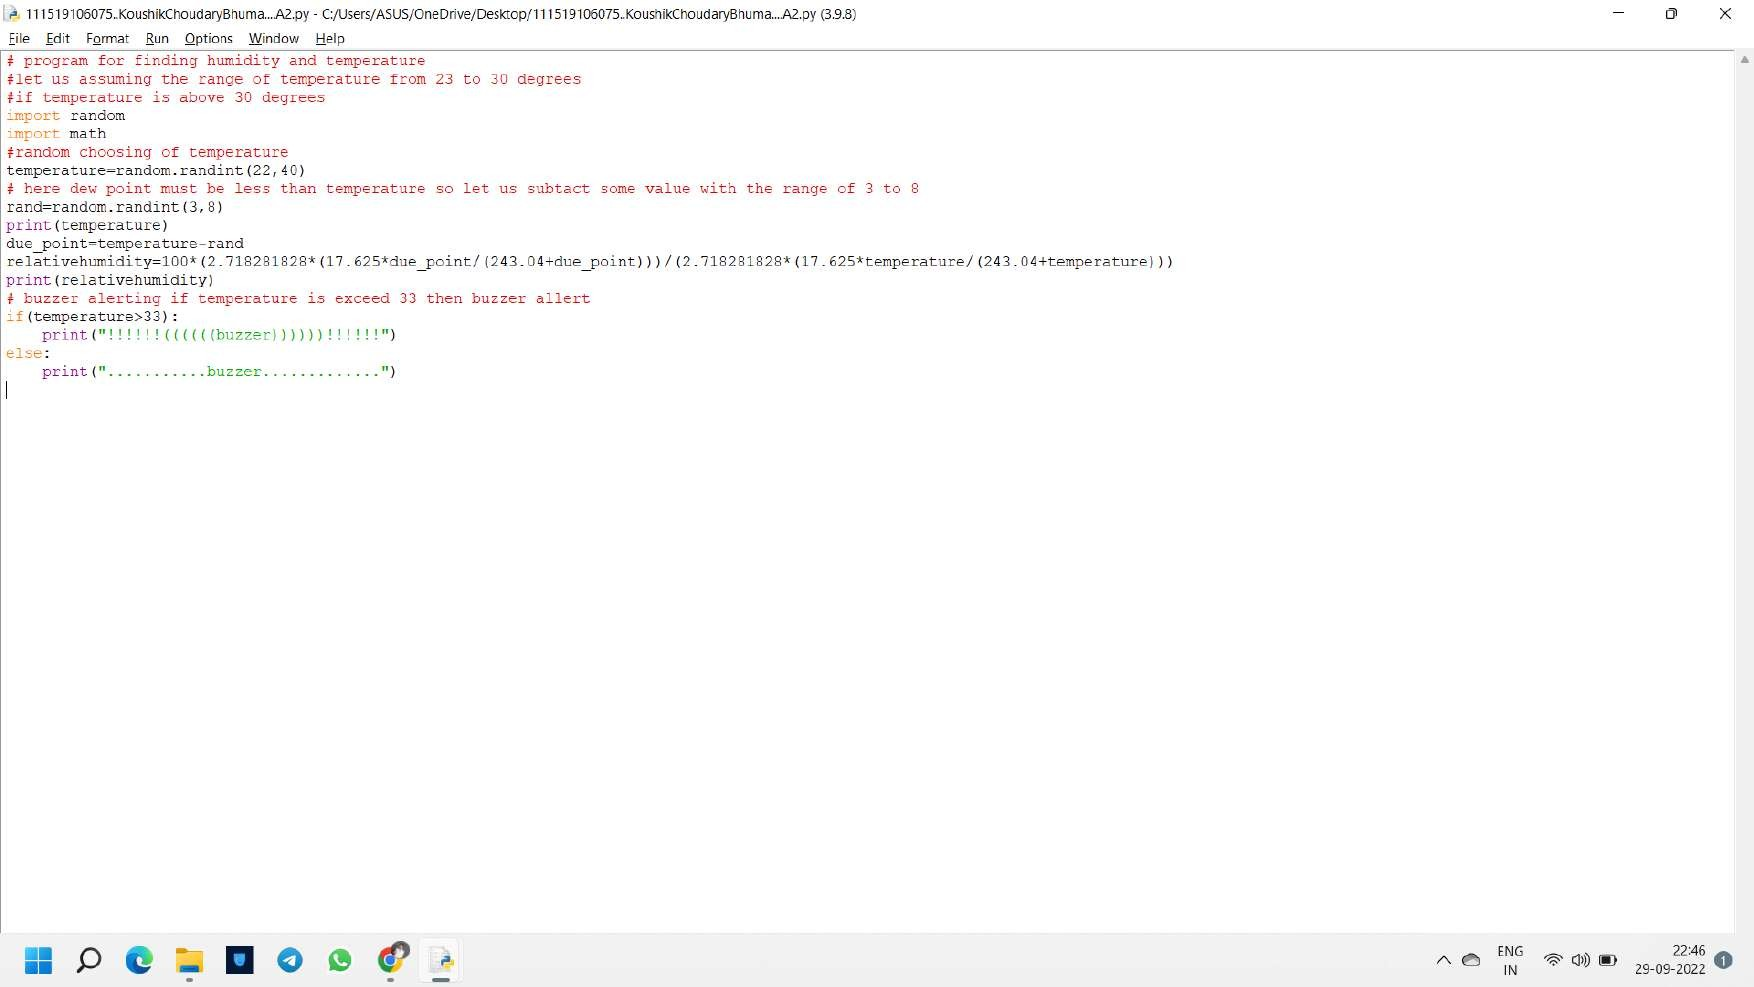 111519106075..KoushikChoudaryBhuma....A2.py - C:/Users/ASUS/OneDrive/Desktop/111519106075..KoushikChoudaryBhuma....A2.py (3.9.8)
File Edit Format Run Options Window Help
# program for finding humidity and temperature
#let us assuming the range of temperature from 23 to 30 degrees
#if temperature is above 30 degrees
import random
import math
#random choosing of temperature
temperature=random.randint(22,40)
# here dew point must be less than temperature so let us subtact some value with the range of 3 to 8
rand=random.randint(3,8)
print(temperature)
due_point=temperature-rand
relativehumidity=100*(2.718281828*(17.625*due_point/(243.04+due_point)))/(2.718281828*(17.625*temperature/(243.04+temperature)))
print(relativehumidity)
# buzzer alerting if temperature is exceed 33 then buzzer allert
if(temperature>33):
    print("!!!!!!((((((buzzer))))))!!!!!!")
else:
    print("...........buzzer.............")
ENG
IN
22:46
29-09-2022
1